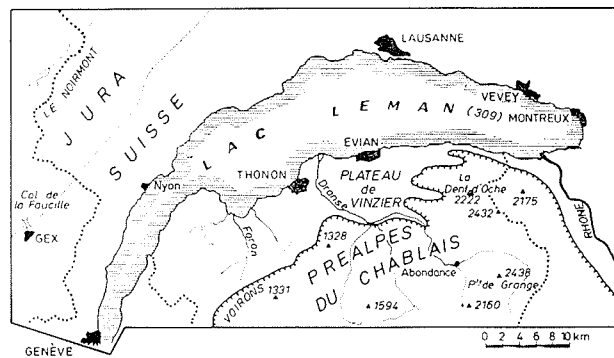 LAUSANNE
LE NOIRMONT
JURA
SUISSE
LAC LEMAN (309)
VEVEY
MONTREUX
EVIAN
Nyon
THONON
PLATEAU
de
VINZIER
La
Dent d'Oche
2222
2175
2432
Col de
la Faucille
GEX
Dranse
Foron
RHONE
1328
PREALPES
DU CHABLAIS
Abondance
2438
Pte de Grange
VOIRONS
1331
1594
2160
GENÈVE
0 2 4 6 8 10 km